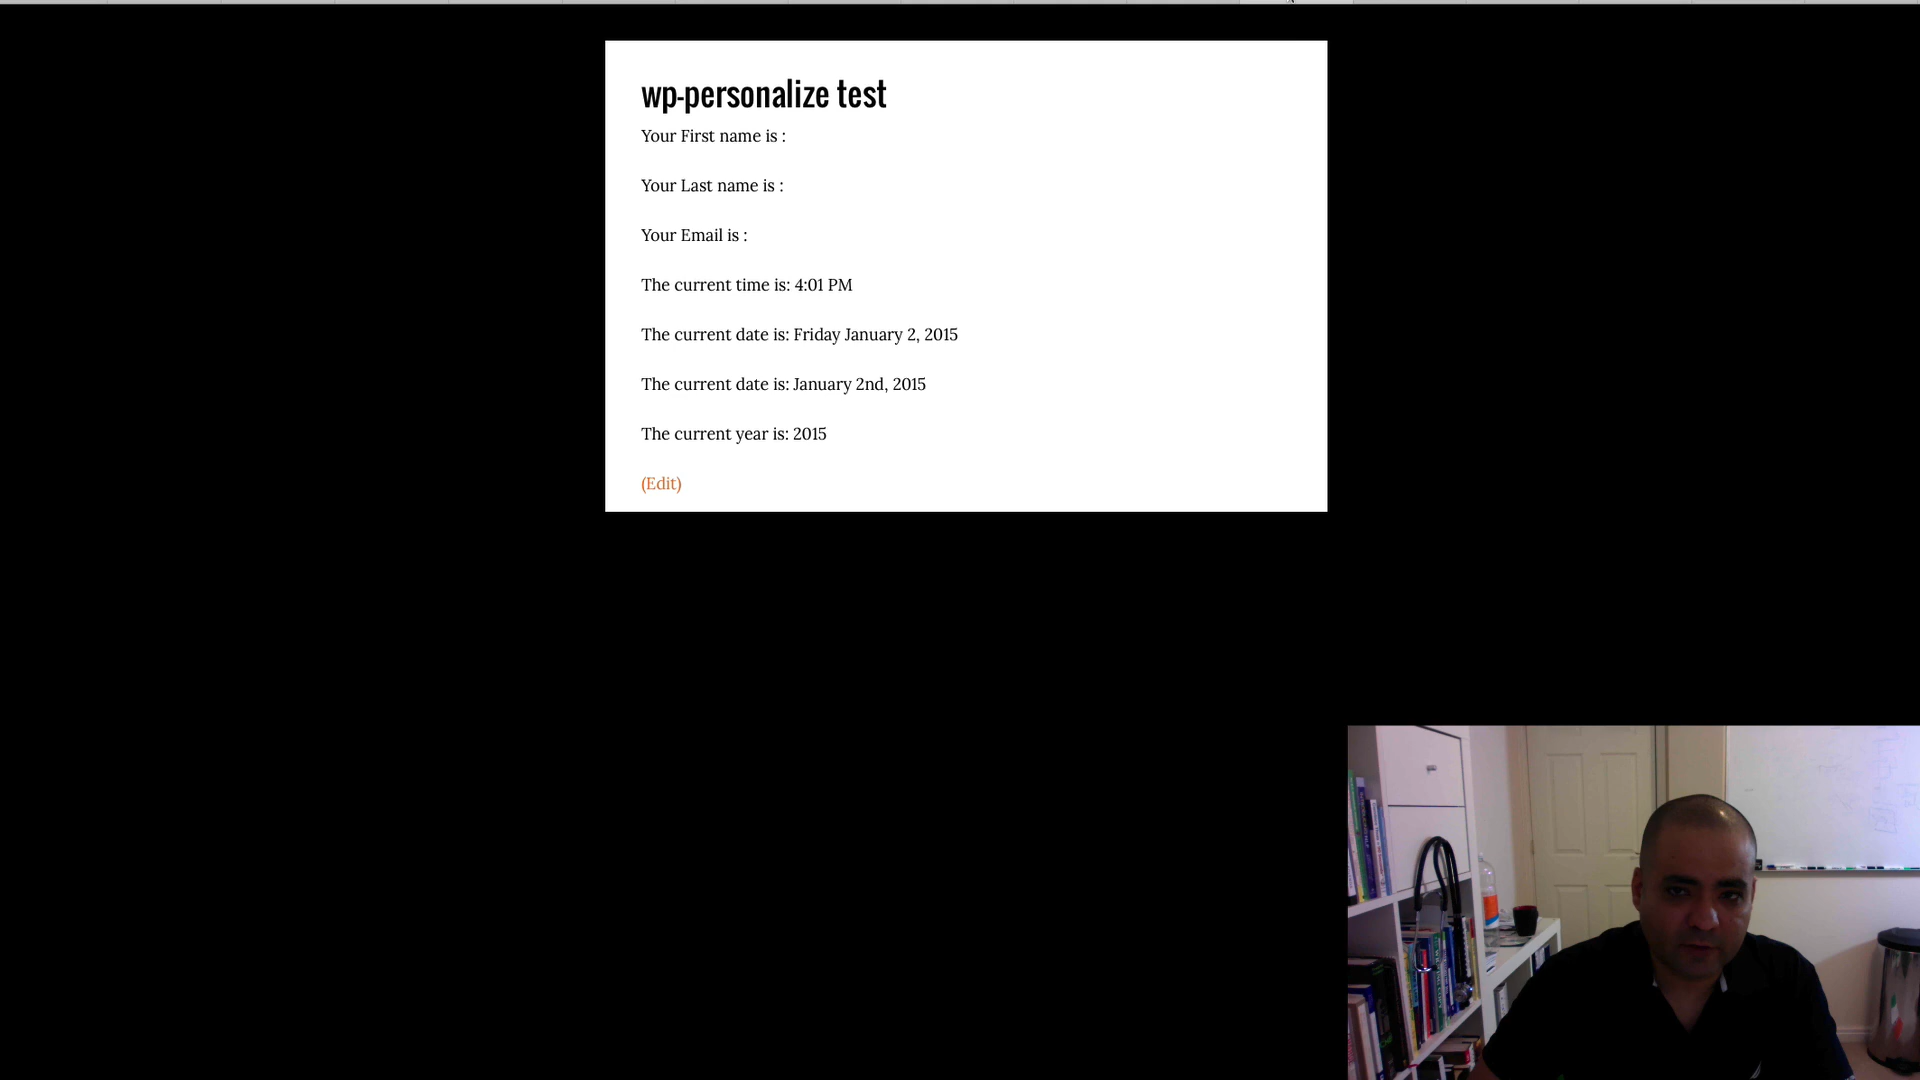 wp-personalize test
Your First name is :
Your Last name is :
Your Email is :
The current time is: 4:01 PM
The current date is: Friday January 2, 2015
The current date is: January 2nd, 2015
The current year is: 2015
(Edit)